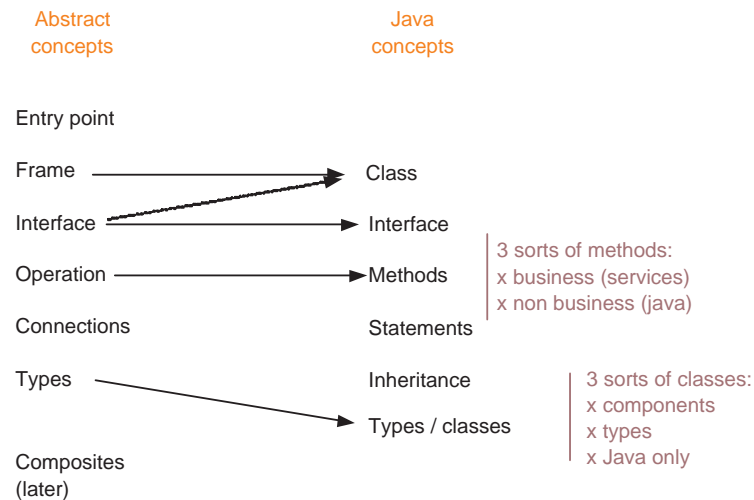 Abstract
concepts
Java
concepts
Entry point
Frame
Class
Interface
Interface
Operation
Methods
3 sorts of methods:
x business (services)
x non business (java)
Connections
Statements
Types
Inheritance
Types / classes
3 sorts of classes:
x components
x types
x Java only
Composites
(later)